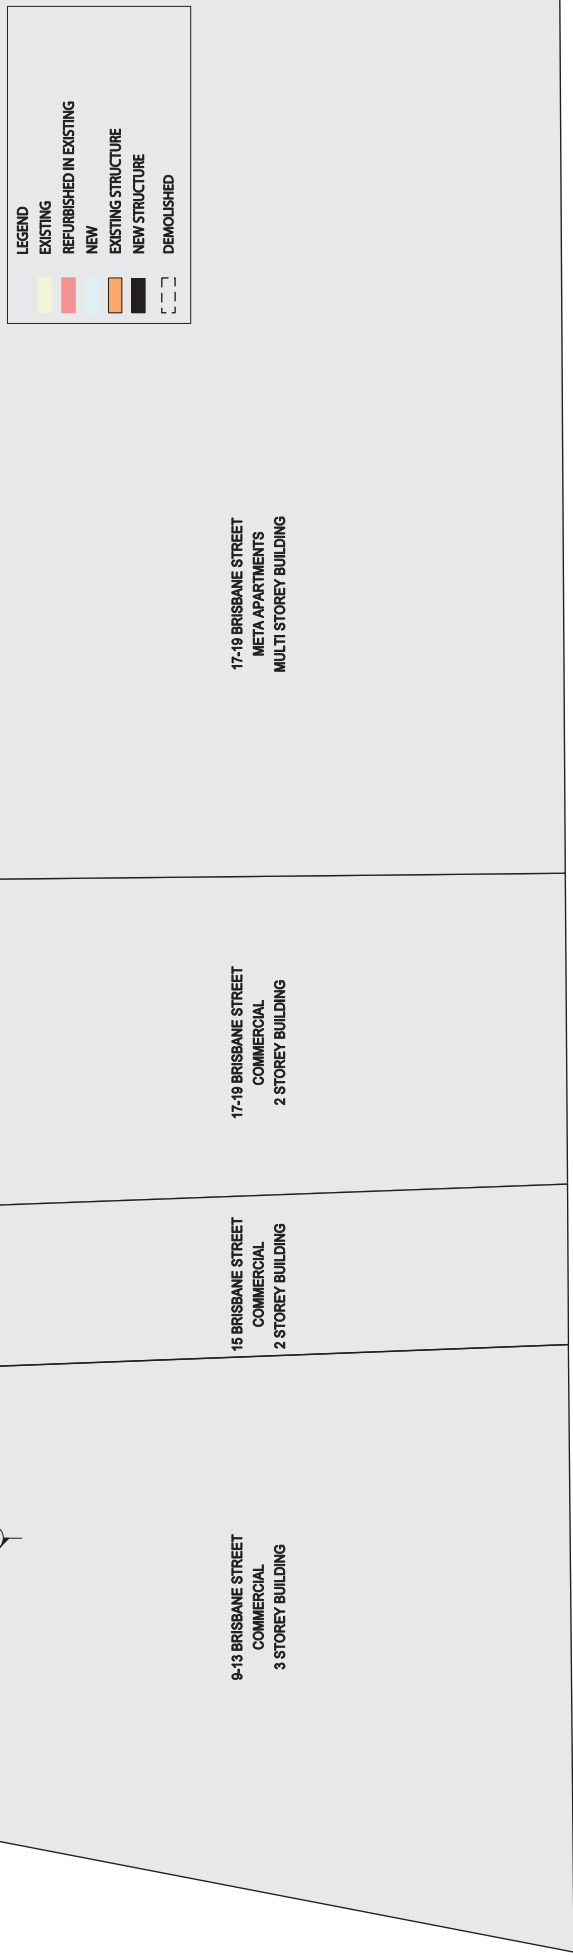 LEGEND
EXISTING
REFURBISHED IN EXISTING
NEW
EXISTING STRUCTURE
NEW STRUCTURE
DEMOLISHED
9-13 BRISBANE STREET
COMMERCIAL
3 STOREY BUILDING
15 BRISBANE STREET
COMMERCIAL
2 STOREY BUILDING
17-19 BRISBANE STREET
COMMERCIAL
2 STOREY BUILDING
17-19 BRISBANE STREET
META APARTMENTS
MULTI STOREY BUILDING